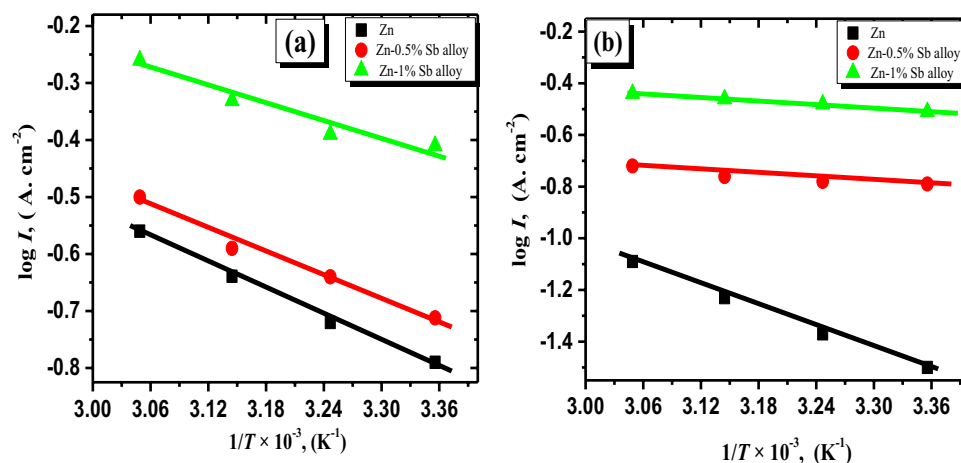 (a)
Zn
Zn-0.5% Sb alloy
Zn-1% Sb alloy
-0.2
-0.3
-0.4
-0.5
-0.6
-0.7
-0.8
log I, ( A. cm⁻²)
3.00 3.06 3.12 3.18 3.24 3.30 3.36
1/T × 10⁻³, (K⁻¹)
(b)
Zn
Zn-0.5% Sb alloy
Zn-1% Sb alloy
-0.2
-0.4
-0.6
-0.8
-1.0
-1.2
-1.4
log I, (A. cm⁻²)
3.00 3.06 3.12 3.18 3.24 3.30 3.36
1/T × 10⁻³, (K⁻¹)